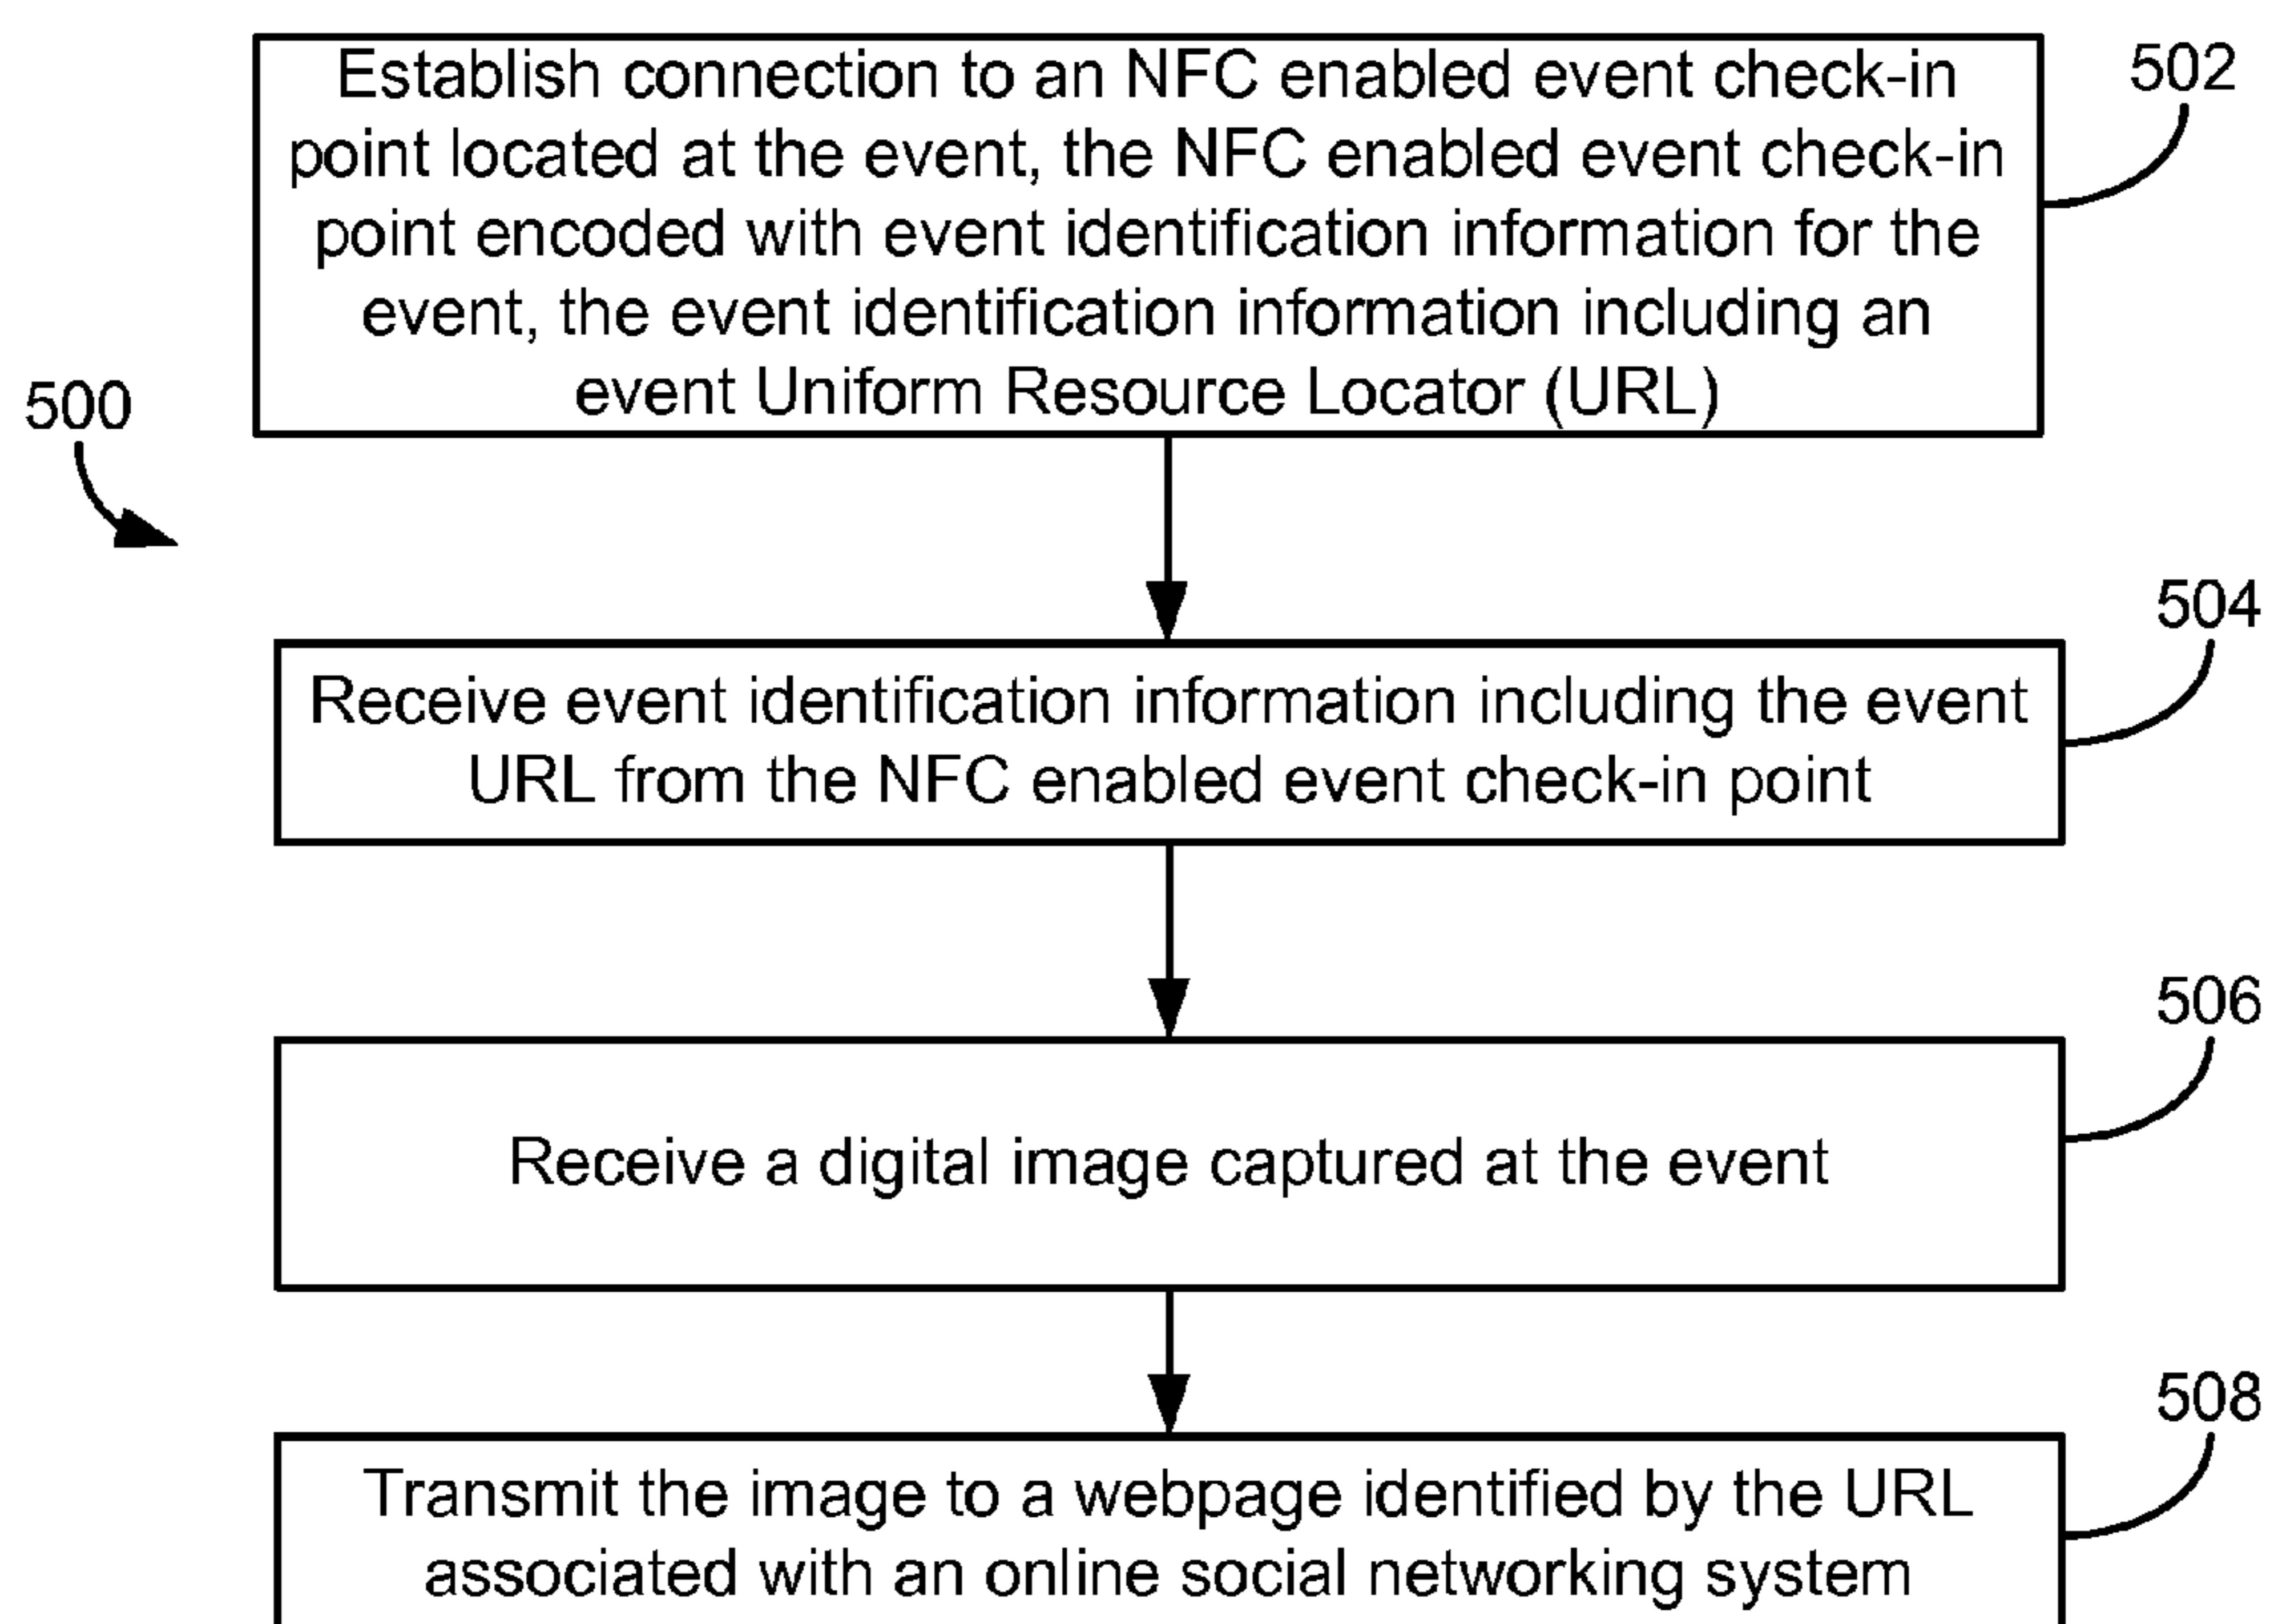 Establish connection to an NFC enabled event check-in
point located at the event, the NFC enabled event check-in
point encoded with event identification information for the
event, the event identification information including an
event Uniform Resource Locator (URL)
502
500
504
Receive event identification information including the event
URL from the NFC enabled event check-in point
506
Receive a digital image captured at the event
508
Transmit the image to a webpage identified by the URL
associated with an online social networking system